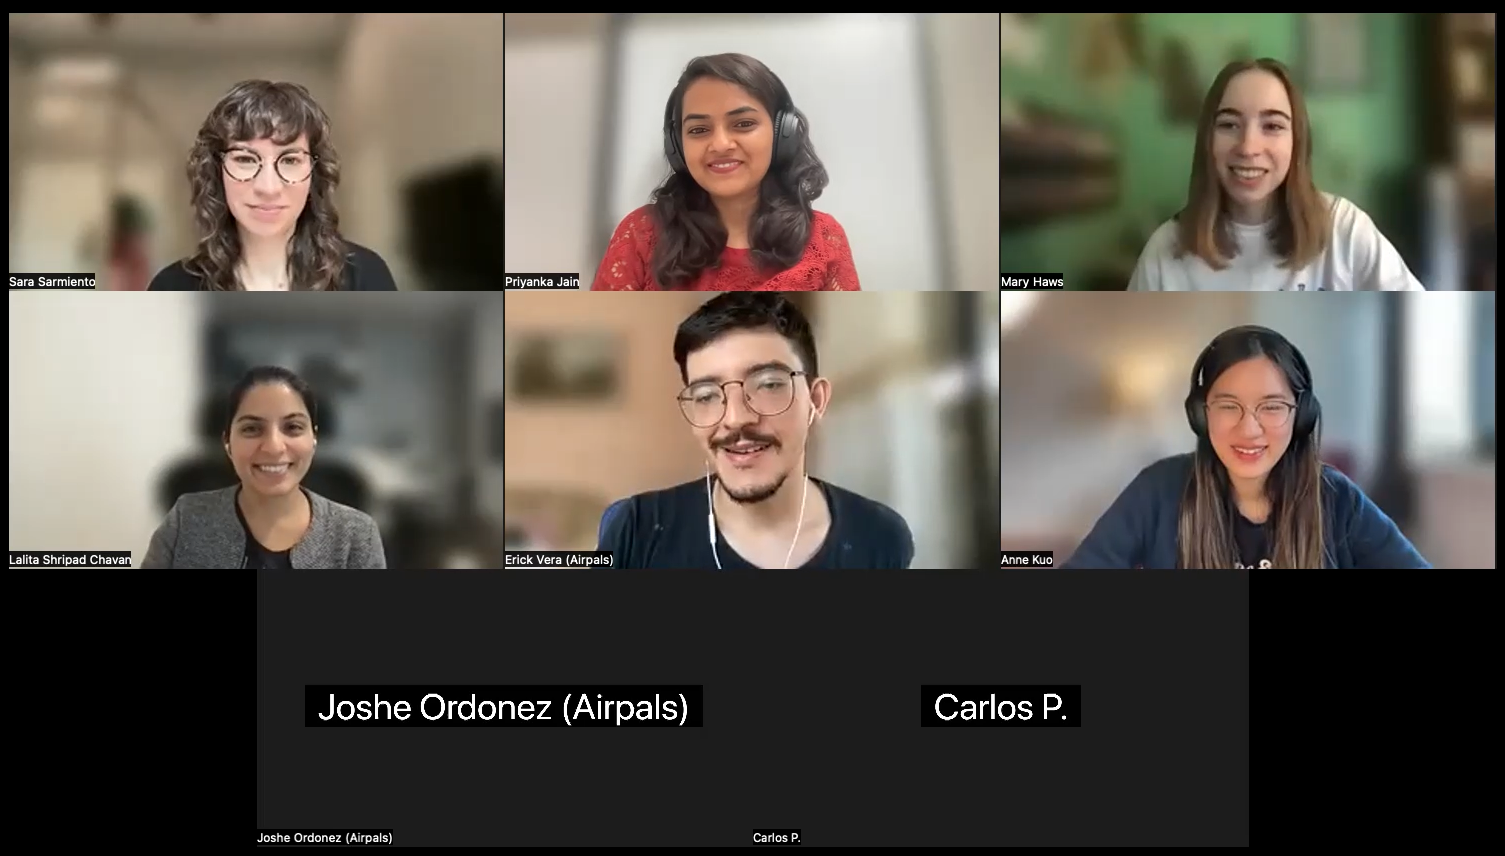 Sara Sarmiento
Priyanka Jain
Mary Haws
Lalita Shripad Chavan
Erick Vera (Airpals)
Anne Kuo
Joshe Ordonez (Airpals)
Carlos P.
Joshe Ordonez (Airpals)
Carlos P.